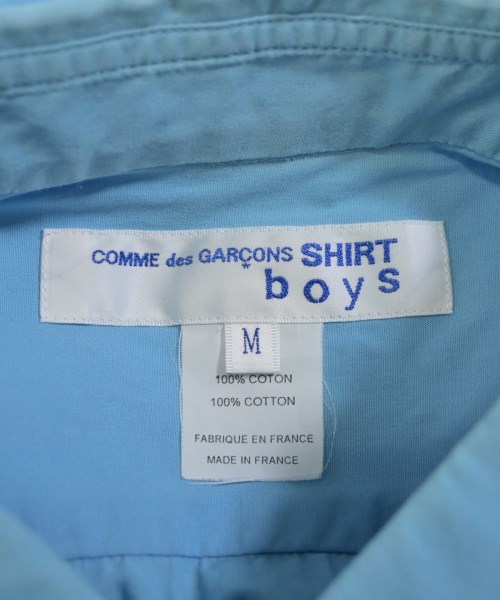 COMME des GARÇONS SHIRT
boys
M
100% COTON
100% COTTON
FABRIQUE EN FRANCE
MADE IN FRANCE